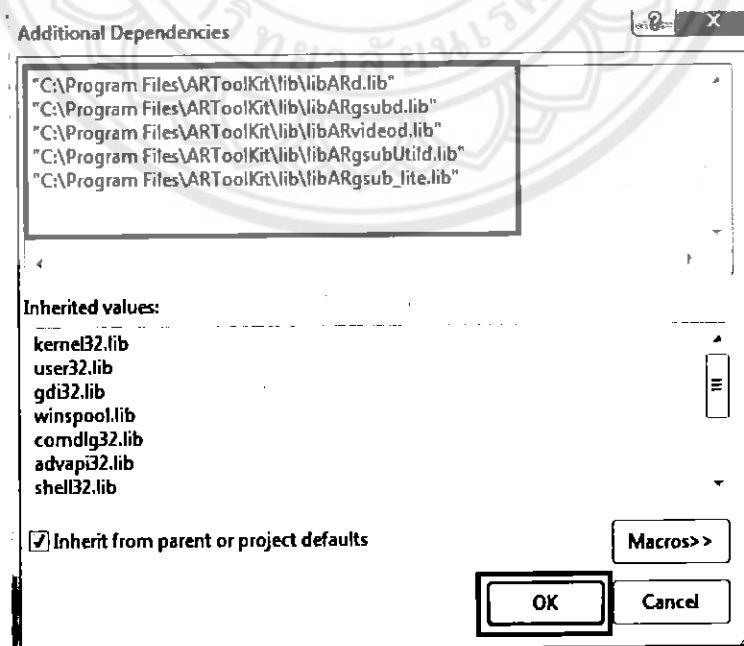 Additional Dependencies
? X
"C:\Program Files\ARToolKit\lib\libARd.lib"
"C:\Program Files\ARToolKit\lib\libARgsubd.lib"
"C:\Program Files\ARToolKit\lib\libARvideod.lib"
"C:\Program Files\ARToolKit\lib\libARgsubUtild.lib"
"C:\Program Files\ARToolKit\lib\libARgsub_lite.lib"
Inherited values:
kernel32.lib
user32.lib
gdi32.lib
winspool.lib
comdlg32.lib
advapi32.lib
shell32.lib
Inherit from parent or project defaults
Macros>>
OK
Cancel